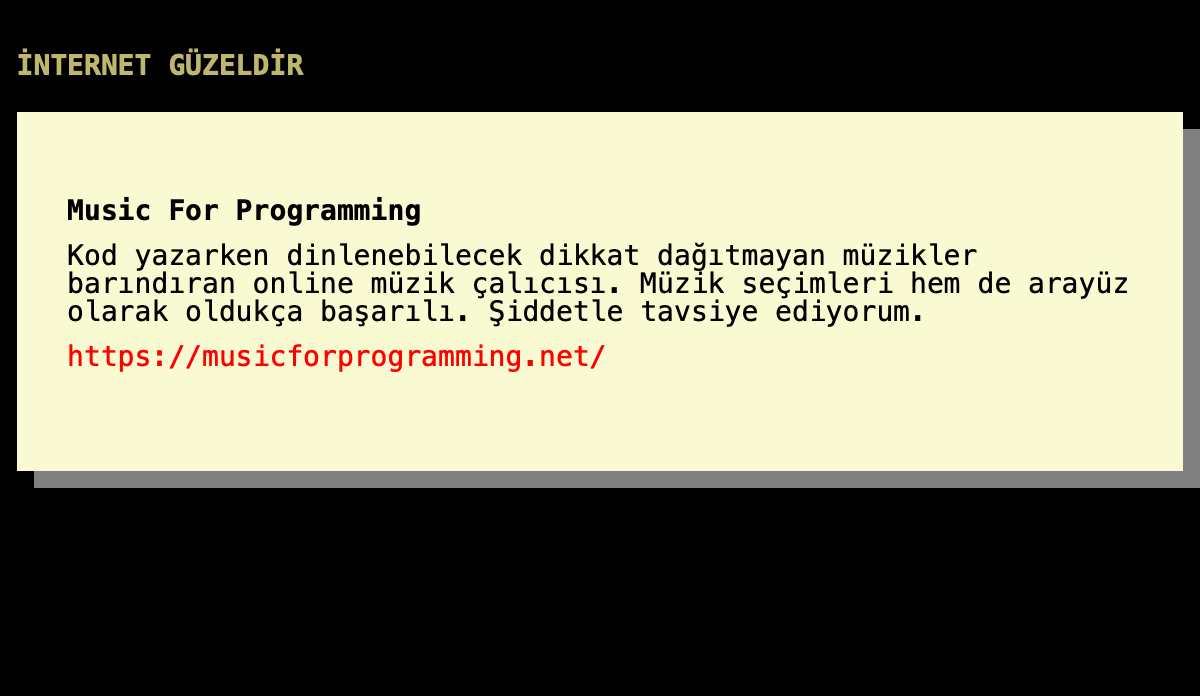 İNTERNET GÜZELDİR
Music For Programming
Kod yazarken dinlenebilecek dikkat dağıtmayan müzikler
barındıran online müzik çalıcısı. Müzik seçimleri hem de arayüz
olarak oldukça başarılı. Şiddetle tavsiye ediyorum.
https://musicforprogramming.net/